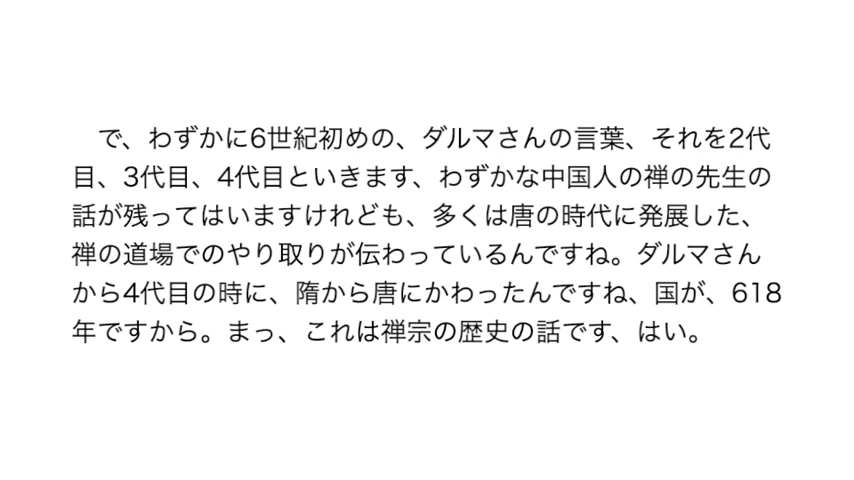 で、わずかに6世紀初めの、ダルマさんの言葉、それを2代
目、3代目、4代目といきます、わずかな中国人の禅の先生の
話が残ってはいますけれども、多くは唐の時代に発展した、
禅の道場でのやり取りが伝わっているんですね。ダルマさん
から4代目の時に、隋から唐にかわったんですね、国が、618
年ですから。まっ、これは禅宗の歴史の話です、はい。